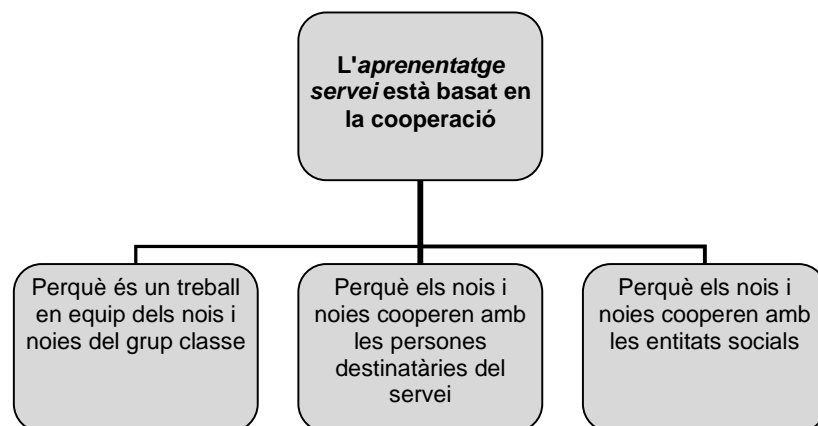 L'aprenentatge
servei està basat en
la cooperació
Perquè és un treball
en equip dels nois i
noies del grup classe
Perquè els nois i
noies cooperen amb
les persones
destinatàries del
servei
Perquè els nois i
noies cooperen amb
les entitats socials